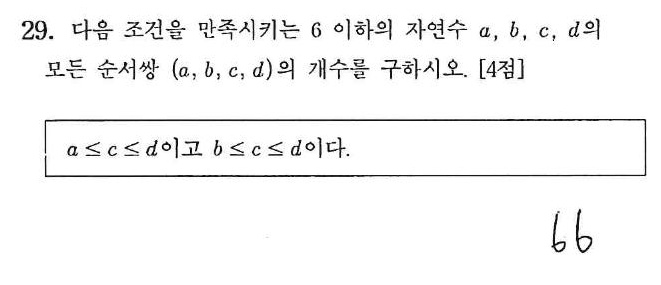 29. 다음 조건을 만족시키는 6 이하의 자연수 a, b, c, d의
모든 순서쌍 (a, b, c, d)의 개수를 구하시오. [4점]
a ≤ c ≤ d이고 b ≤ c ≤ d이다.
66